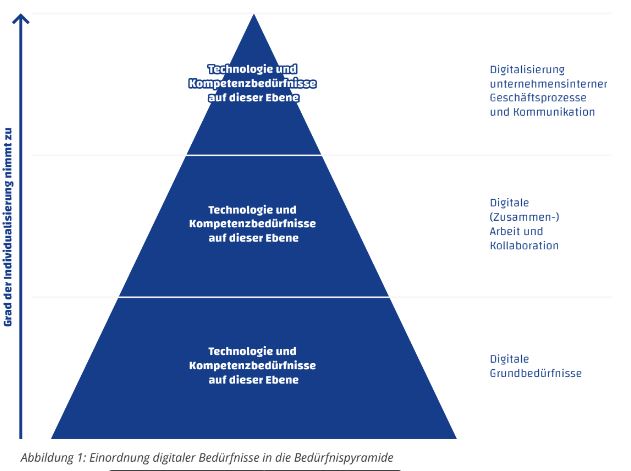 Grad der Individualisierung nimmt zu
Technologie und
Kompetenzbedürfnisse
auf dieser Ebene
Digitalisierung
unternehmensinterner
Geschäftsprozesse
und Kommunikation
Technologie und
Kompetenzbedürfnisse
auf dieser Ebene
Digitale
(Zusammen-)
Arbeit und
Kollaboration
Technologie und
Kompetenzbedürfnisse
auf dieser Ebene
Digitale
Grundbedürfnisse
Abbildung 1: Einordnung digitaler Bedürfnisse in die Bedürfnispyramide